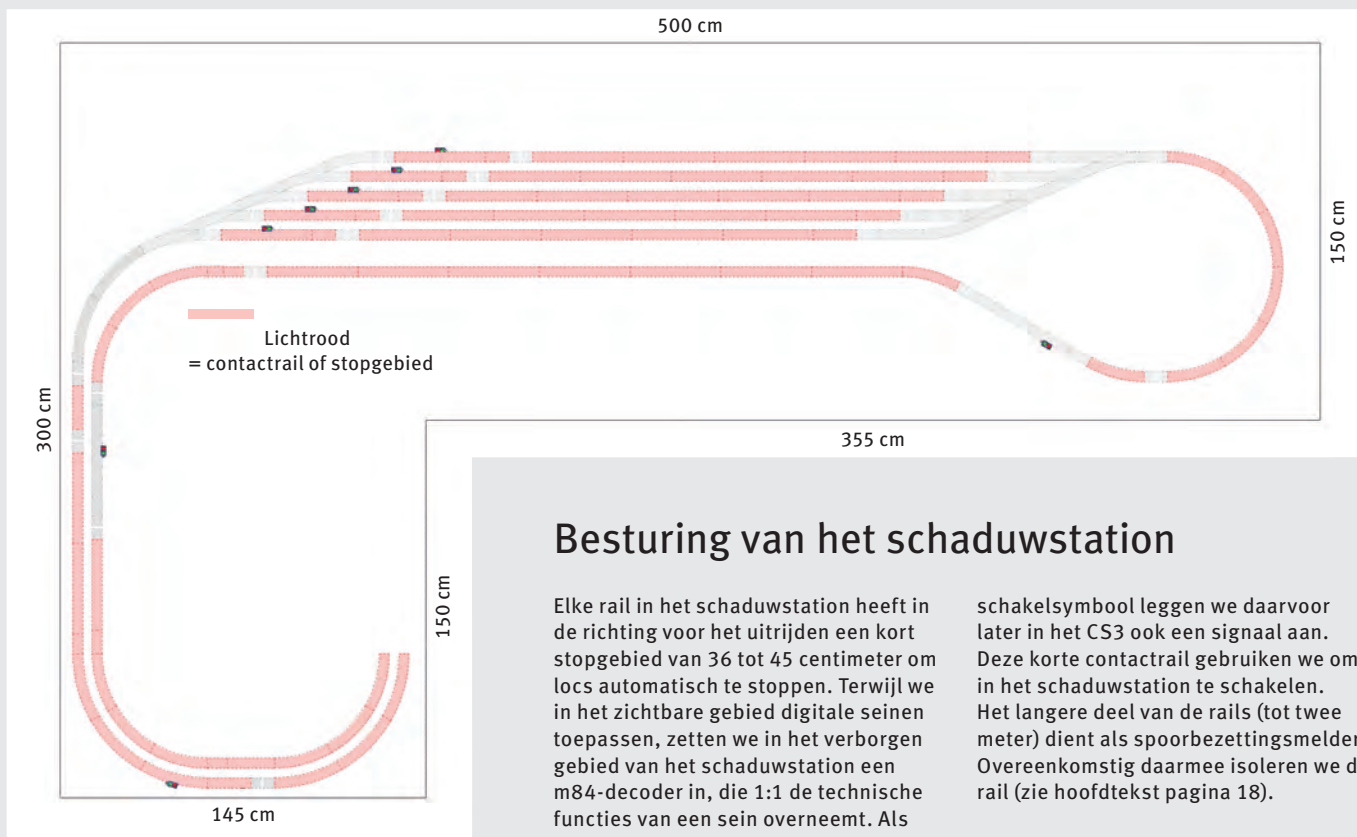 500 cm
150 cm
Lichtrood
= contactrail of stopgebied
300 cm
355 cm
150 cm
145 cm
Besturing van het schaduwstation
Elke rail in het schaduwstation heeft in
de richting voor het uitrijden een kort
stopgebied van 36 tot 45 centimeter om
locs automatisch te stoppen. Terwijl we
in het zichtbare gebied digitale seinen
toepassen, zetten we in het verborgen
gebied van het schaduwstation een
m84-decoder in, die 1:1 de technische
functies van een sein overneemt. Als
schakelsymbool leggen we daarvoor
later in het CS3 ook een signaal aan.
Deze korte contactrail gebruiken we om
in het schaduwstation te schakelen.
Het langere deel van de rails (tot twee
meter) dient als spoorbezettingsmelder
Overeenkomstig daarmee isoleren we d
rail (zie hoofdtekst pagina 18).